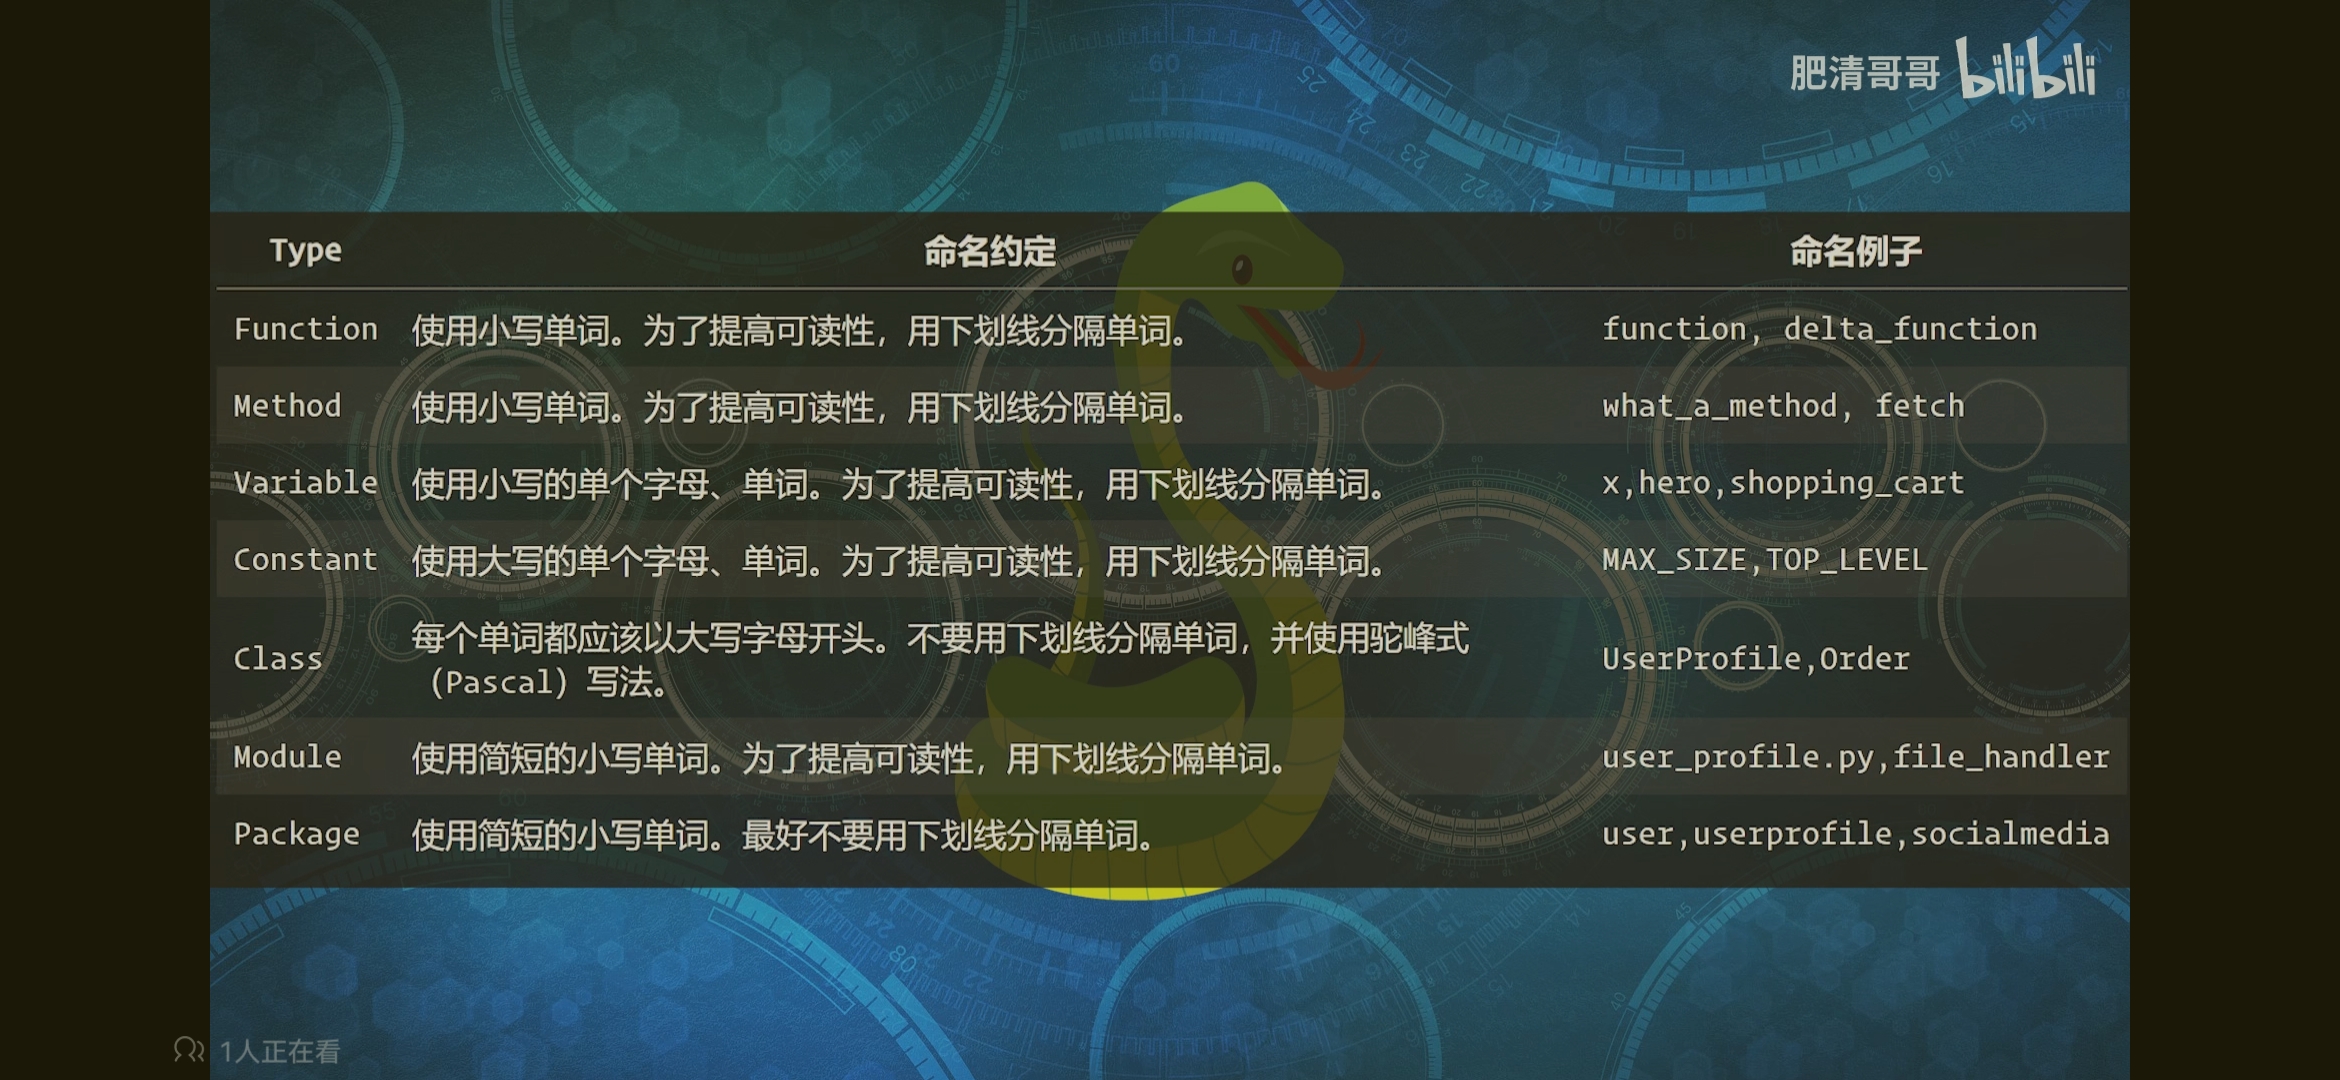 肥清哥哥 bilibili
Type 命名约定 命名例子
Function 使用小写单词。为了提高可读性，用下划线分隔单词。 function, delta_function
Method 使用小写单词。为了提高可读性，用下划线分隔单词。 what_a_method, fetch
Variable 使用小写的单个字母、单词。为了提高可读性，用下划线分隔单词。 x,hero,shopping_cart
Constant 使用大写的单个字母、单词。为了提高可读性，用下划线分隔单词。 MAX_SIZE,TOP_LEVEL
Class 每个单词都应该以大写字母开头。不要用下划线分隔单词，并使用驼峰式
（Pascal）写法。 UserProfile,Order
Module 使用简短的小写单词。为了提高可读性，用下划线分隔单词。 user_profile.py,file_handler
Package 使用简短的小写单词。最好不要用下划线分隔单词。 user,userprofile,socialmedia
1人正在看